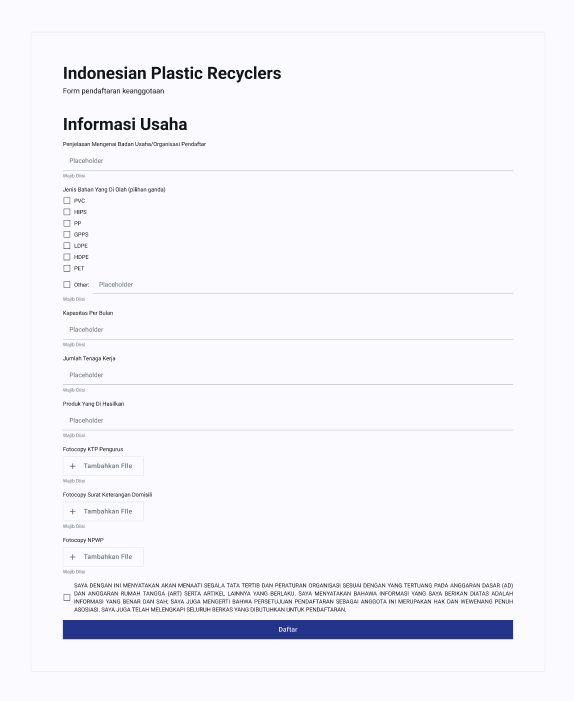 Indonesian Plastic Recyclers
Form pendaftaran keanggotaan
Informasi Usaha
Penjelasan Mengenai Badan Usaha/Organisasi Pendaftar
Placeholder
Wajib Diisi
Jenis Bahan Yang Di Olah (pilihan ganda)
PVC
HIPS
PP
GPPS
LDPE
HDPE
PET
Other: Placeholder
Wajib Diisi
Kapasitas Per Bulan
Placeholder
Wajib Diisi
Jumlah Tenaga Kerja
Placeholder
Wajib Diisi
Produk Yang Di Hasilkan
Placeholder
Wajib Diisi
Fotocopy KTP Pengurus
+ Tambahkan File
Wajib Diisi
Fotocopy Surat Keterangan Domisili
+ Tambahkan File
Wajib Diisi
Fotocopy NPWP
+ Tambahkan File
Wajib Diisi
SAYA DENGAN INI MENYATAKAN AKAN MENAATI SEGALA TATA TERTIB DAN PERATURAN ORGANISASI SESUAI DENGAN YANG TERTUANG PADA ANGGARAN DASAR (AD)
DAN ANGGARAN RUMAH TANGGA (ART) SERTA ARTIKEL LAINNYA YANG BERLAKU. SAYA MENYATAKAN BAHAWA INFORMASI YANG SAYA BERIKAN DIATAS ADALAH
INFORMASI YANG BENAR DAN SAH; SAYA JUGA MENGERTI BAHWA PERSETUJUAN PENDAFTARAN SEBAGAI ANGGOTA INI MERUPAKAN HAK DAN WEWENANG PENUH
ASOSIASI. SAYA JUGA TELAH MELENGKAPI SELURUH BERKAS YANG DIBUTUHKAN UNTUK PENDAFTARAN.
Daftar